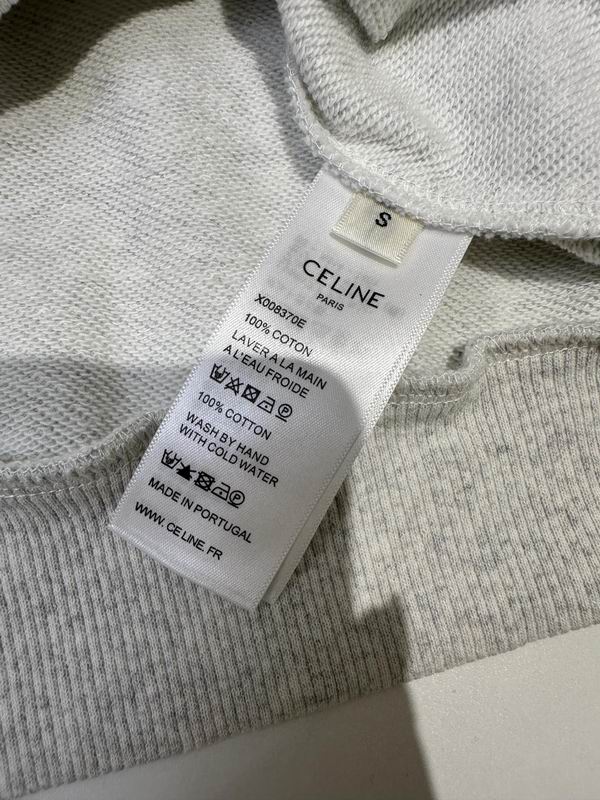 S
CELINE
PARIS
X008370E
100% COTON
LAVER A LA MAIN
A L'EAU FROIDE
100% COTTON
WASH BY HAND
WITH COLD WATER
MADE IN PORTUGAL
WWW. CELINE. FR